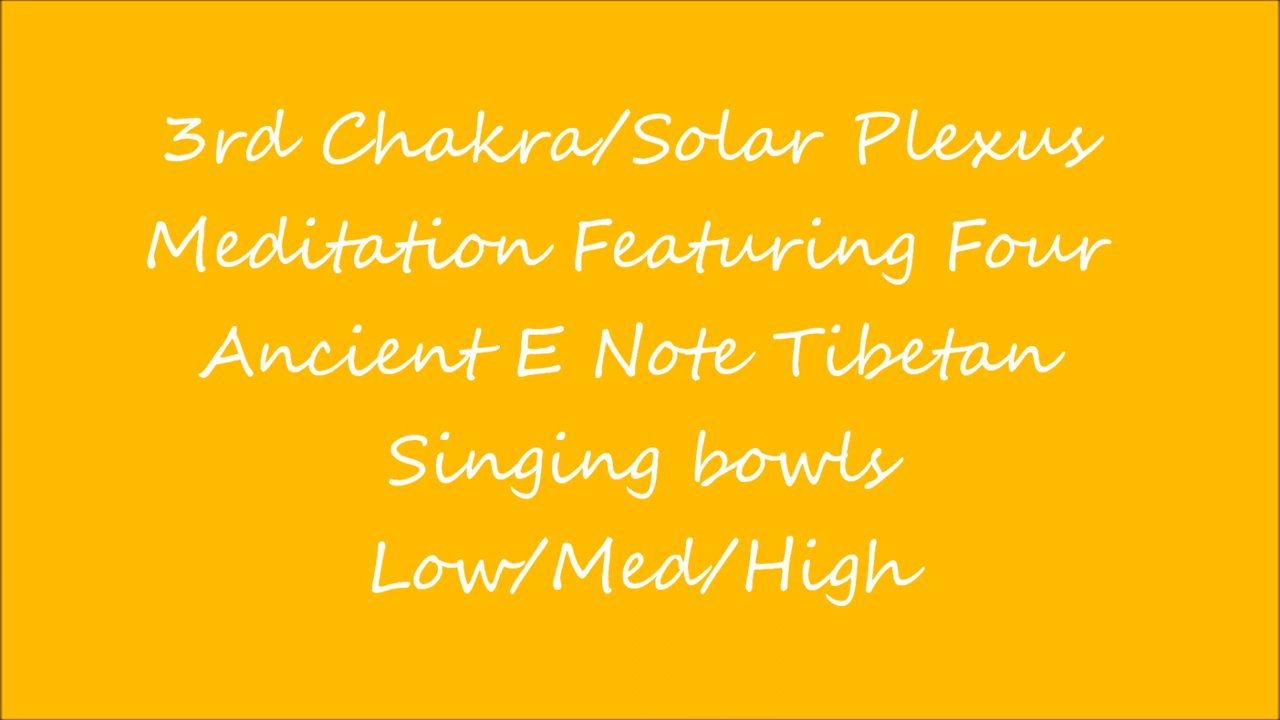 3rd Chakra/Solar Plexus
Meditation Featuring Four
Ancient E Note Tibetan
Singing bowls
Low/Med/High